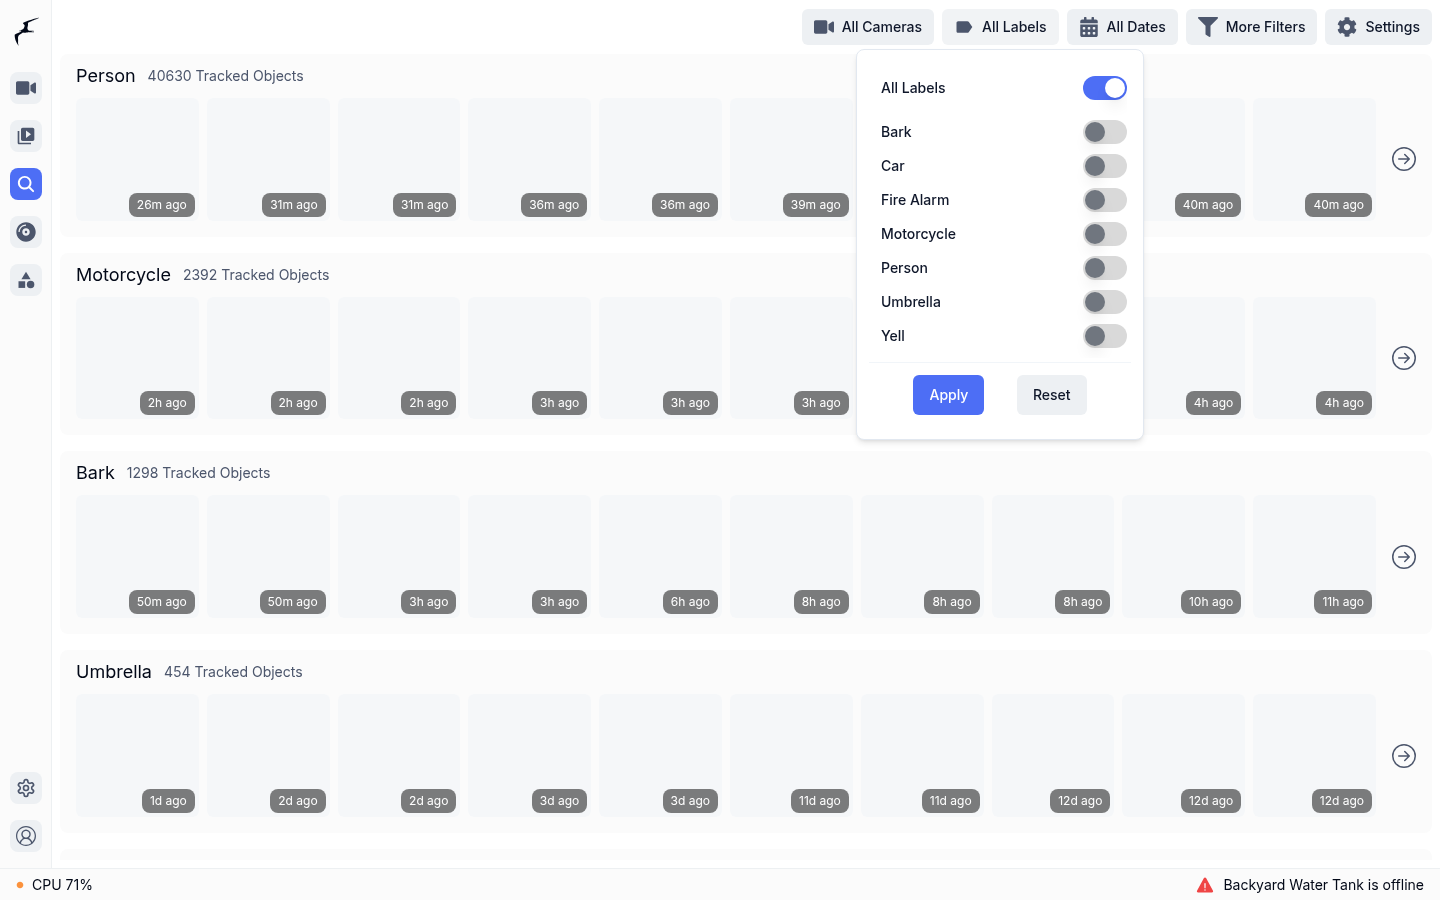 All Cameras
All Labels
All Dates
More Filters
Settings
Person 40630 Tracked Objects
26m ago
31m ago
31m ago
36m ago
36m ago
39m ago
40m ago
40m ago
All Labels
Bark
Car
Fire Alarm
Motorcycle
Person
Umbrella
Yell
Apply
Reset
Motorcycle 2392 Tracked Objects
2h ago
2h ago
2h ago
3h ago
3h ago
3h ago
4h ago
4h ago
Bark 1298 Tracked Objects
50m ago
50m ago
3h ago
3h ago
6h ago
8h ago
8h ago
8h ago
10h ago
11h ago
Umbrella 454 Tracked Objects
1d ago
2d ago
2d ago
3d ago
3d ago
11d ago
11d ago
12d ago
12d ago
12d ago
CPU 71%
Backyard Water Tank is offline